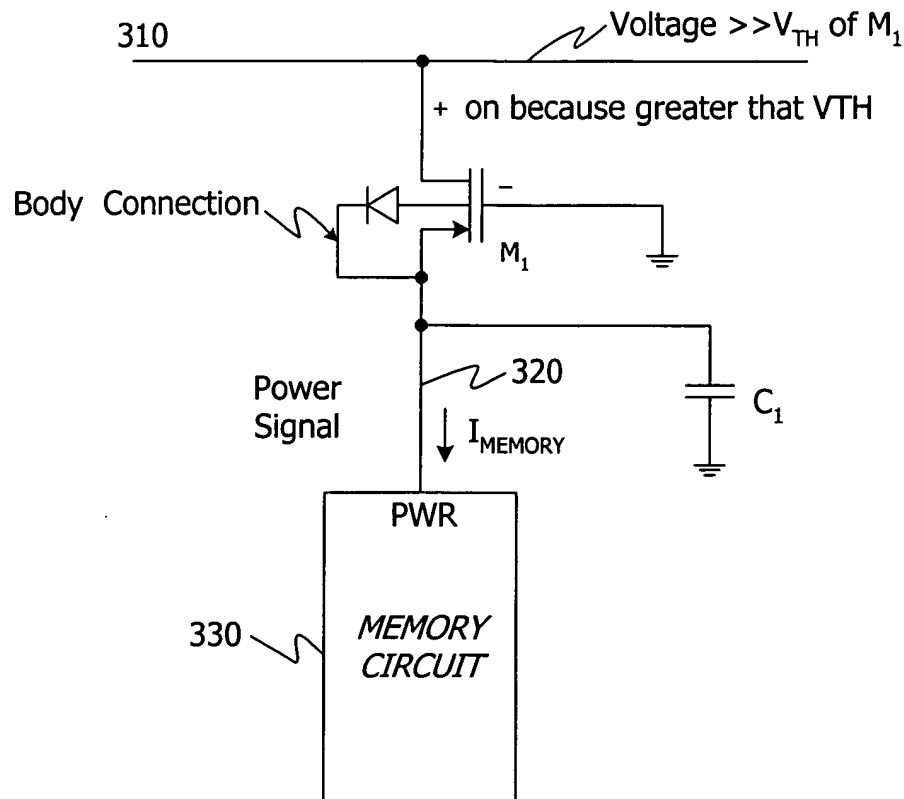 310
Voltage >>V_TH of M_1
+ on because greater that VTH
Body Connection
–
M_1
320
Power
Signal
I_MEMORY
C_1
PWR
330
MEMORY
CIRCUIT